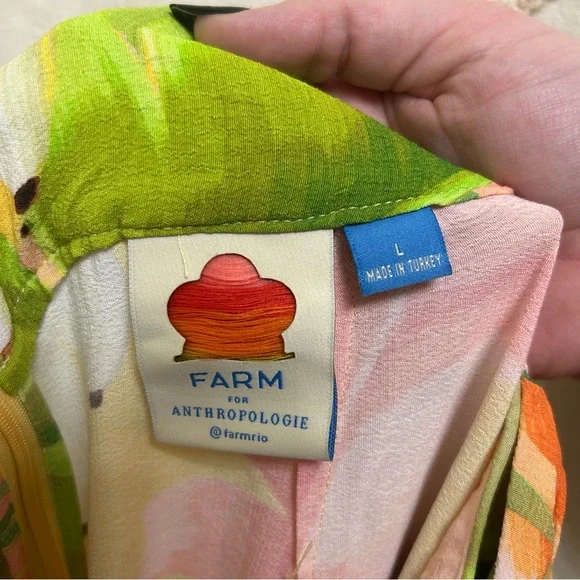 L
MADE IN TURKEY
FARM
FOR
ANTHROPOLOGIE
@farmrio